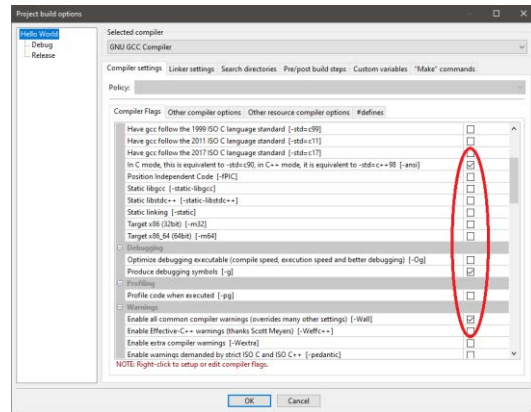 Project build options
Hello World
Debug
Release
Selected compiler
GNU GCC Compiler
Compiler settings Linker settings Search directories Pre/post build steps Custom variables "Make" commands
Policy:
Compiler Flags Other compiler options Other resource compiler options #defines
Have gcc follow the 1999 ISO C language standard [-std=c99]
Have gcc follow the 2011 ISO C language standard [-std=c11]
Have gcc follow the 2017 ISO C language standard [-std=c17]
In C mode, this is equivalent to -std=c90, in C++ mode, it is equivalent to -std=c++98 [-ansi]
Position Independent Code [-fPIC]
Static libgcc [-static-libgcc]
Static libstdc++ [-static-libstdc++]
Static linking [-static]
Target x86 (32bit) [-m32]
Target x86_64 (64bit) [-m64]
Debugging
Optimize debugging executable (compile speed, execution speed and better debugging) [-Og]
Produce debugging symbols [-g]
Profiling
Profile code when executed [-pg]
Warnings
Enable all common compiler warnings (overrides many other settings) [-Wall]
Enable Effective-C++ warnings (thanks Scott Meyers) [-Weffc++]
Enable extra compiler warnings [-Wextra]
Enable warnings demanded by strict ISO C and ISO C++ [-pedantic]
NOTE: Right-click to setup or edit compiler flags.
OK Cancel